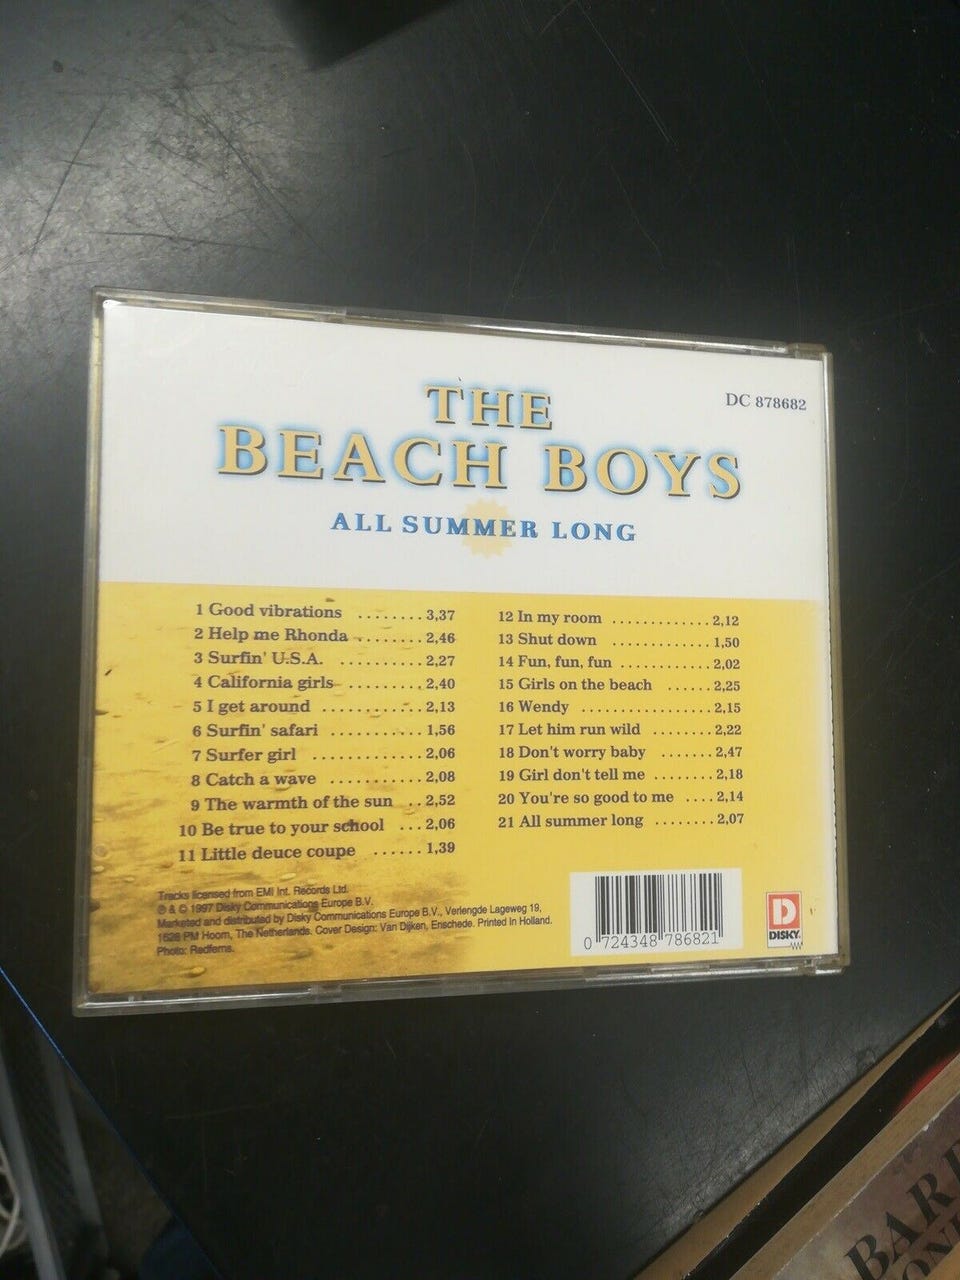 THE
BEACH BOYS
ALL SUMMER LONG
DC 878682
1 Good vibrations ........ 3,37
2 Help me Rhonda ........ 2,46
3 Surfin' U.S.A. .......... 2,27
4 California girls ......... 2,40
5 I get around ............ 2,13
6 Surfin' safari ............ 1,56
7 Surfer girl ............. 2,06
8 Catch a wave ........... 2,08
9 The warmth of the sun .. 2,52
10 Be true to your school ... 2,06
11 Little deuce coupe ...... 1,39
12 In my room ............ 2,12
13 Shut down ............ 1,50
14 Fun, fun, fun ........... 2,02
15 Girls on the beach ...... 2,25
16 Wendy ................. 2,15
17 Let him run wild ........ 2,22
18 Don't worry baby ....... 2,47
19 Girl don't tell me ........ 2,18
20 You're so good to me .... 2,14
21 All summer long ........ 2,07
Tracks licensed from EMI Int. Records Ltd.
℗ & © 1997 Disky Communications Europe B.V.
Marketed and distributed by Disky Communications Europe B.V., Verlengde Lageweg 19,
1628 PM Hoorn, The Netherlands. Cover Design: Van Dijken, Enschede. Printed In Holland.
Photo: Redferns.
0 724348 786821
D
DISKY
BAR